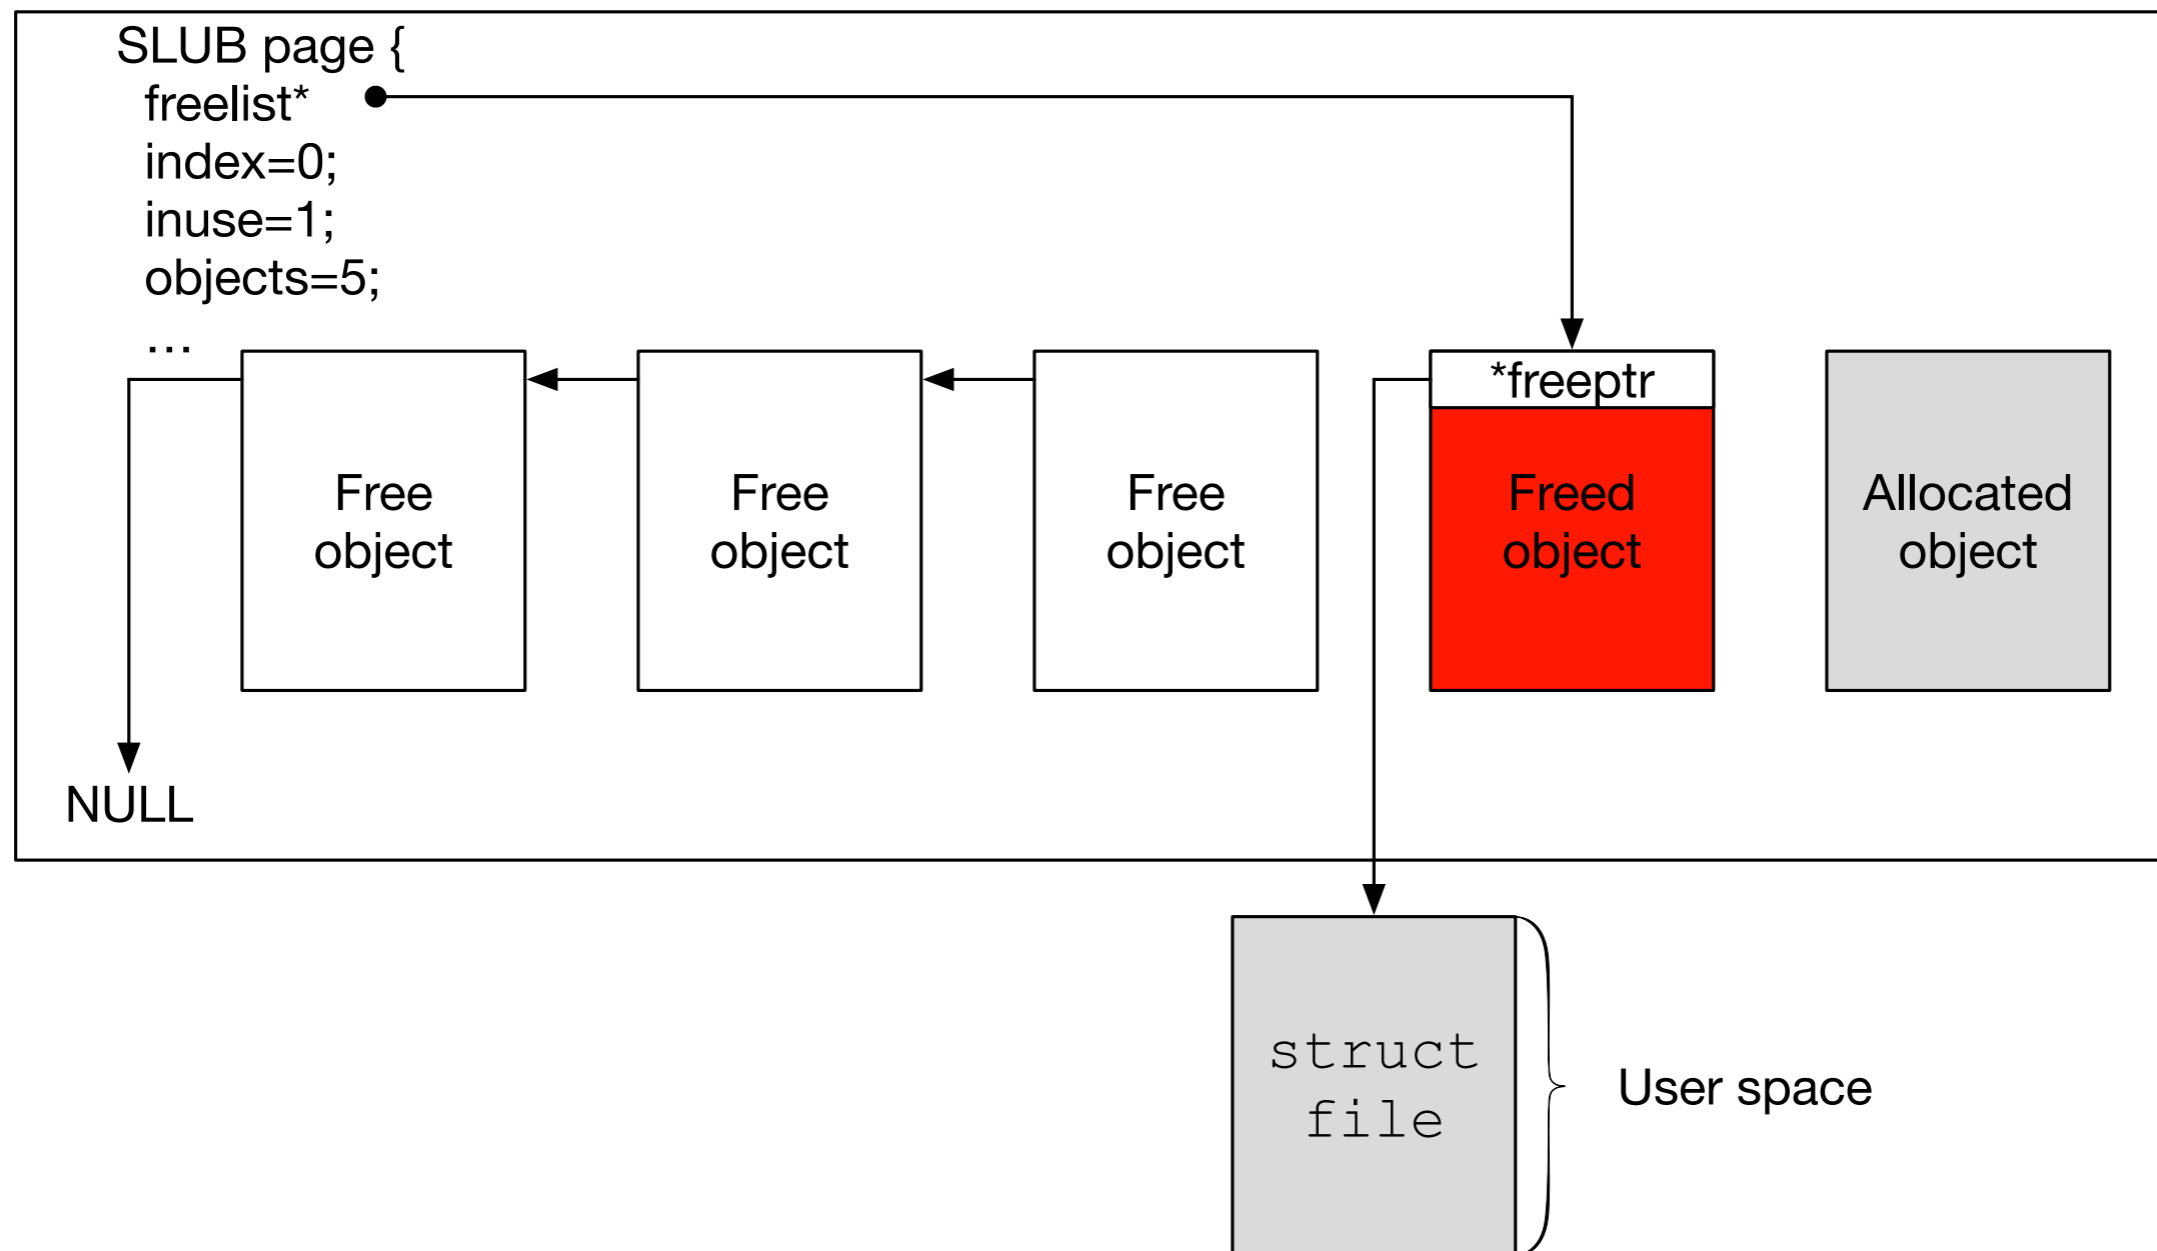 SLUB page {
freelist*
index=0;
inuse=1;
objects=5;
…
*freeptr
Free
object
Free
object
Free
object
Freed
object
Allocated
object
NULL
struct
file
User space